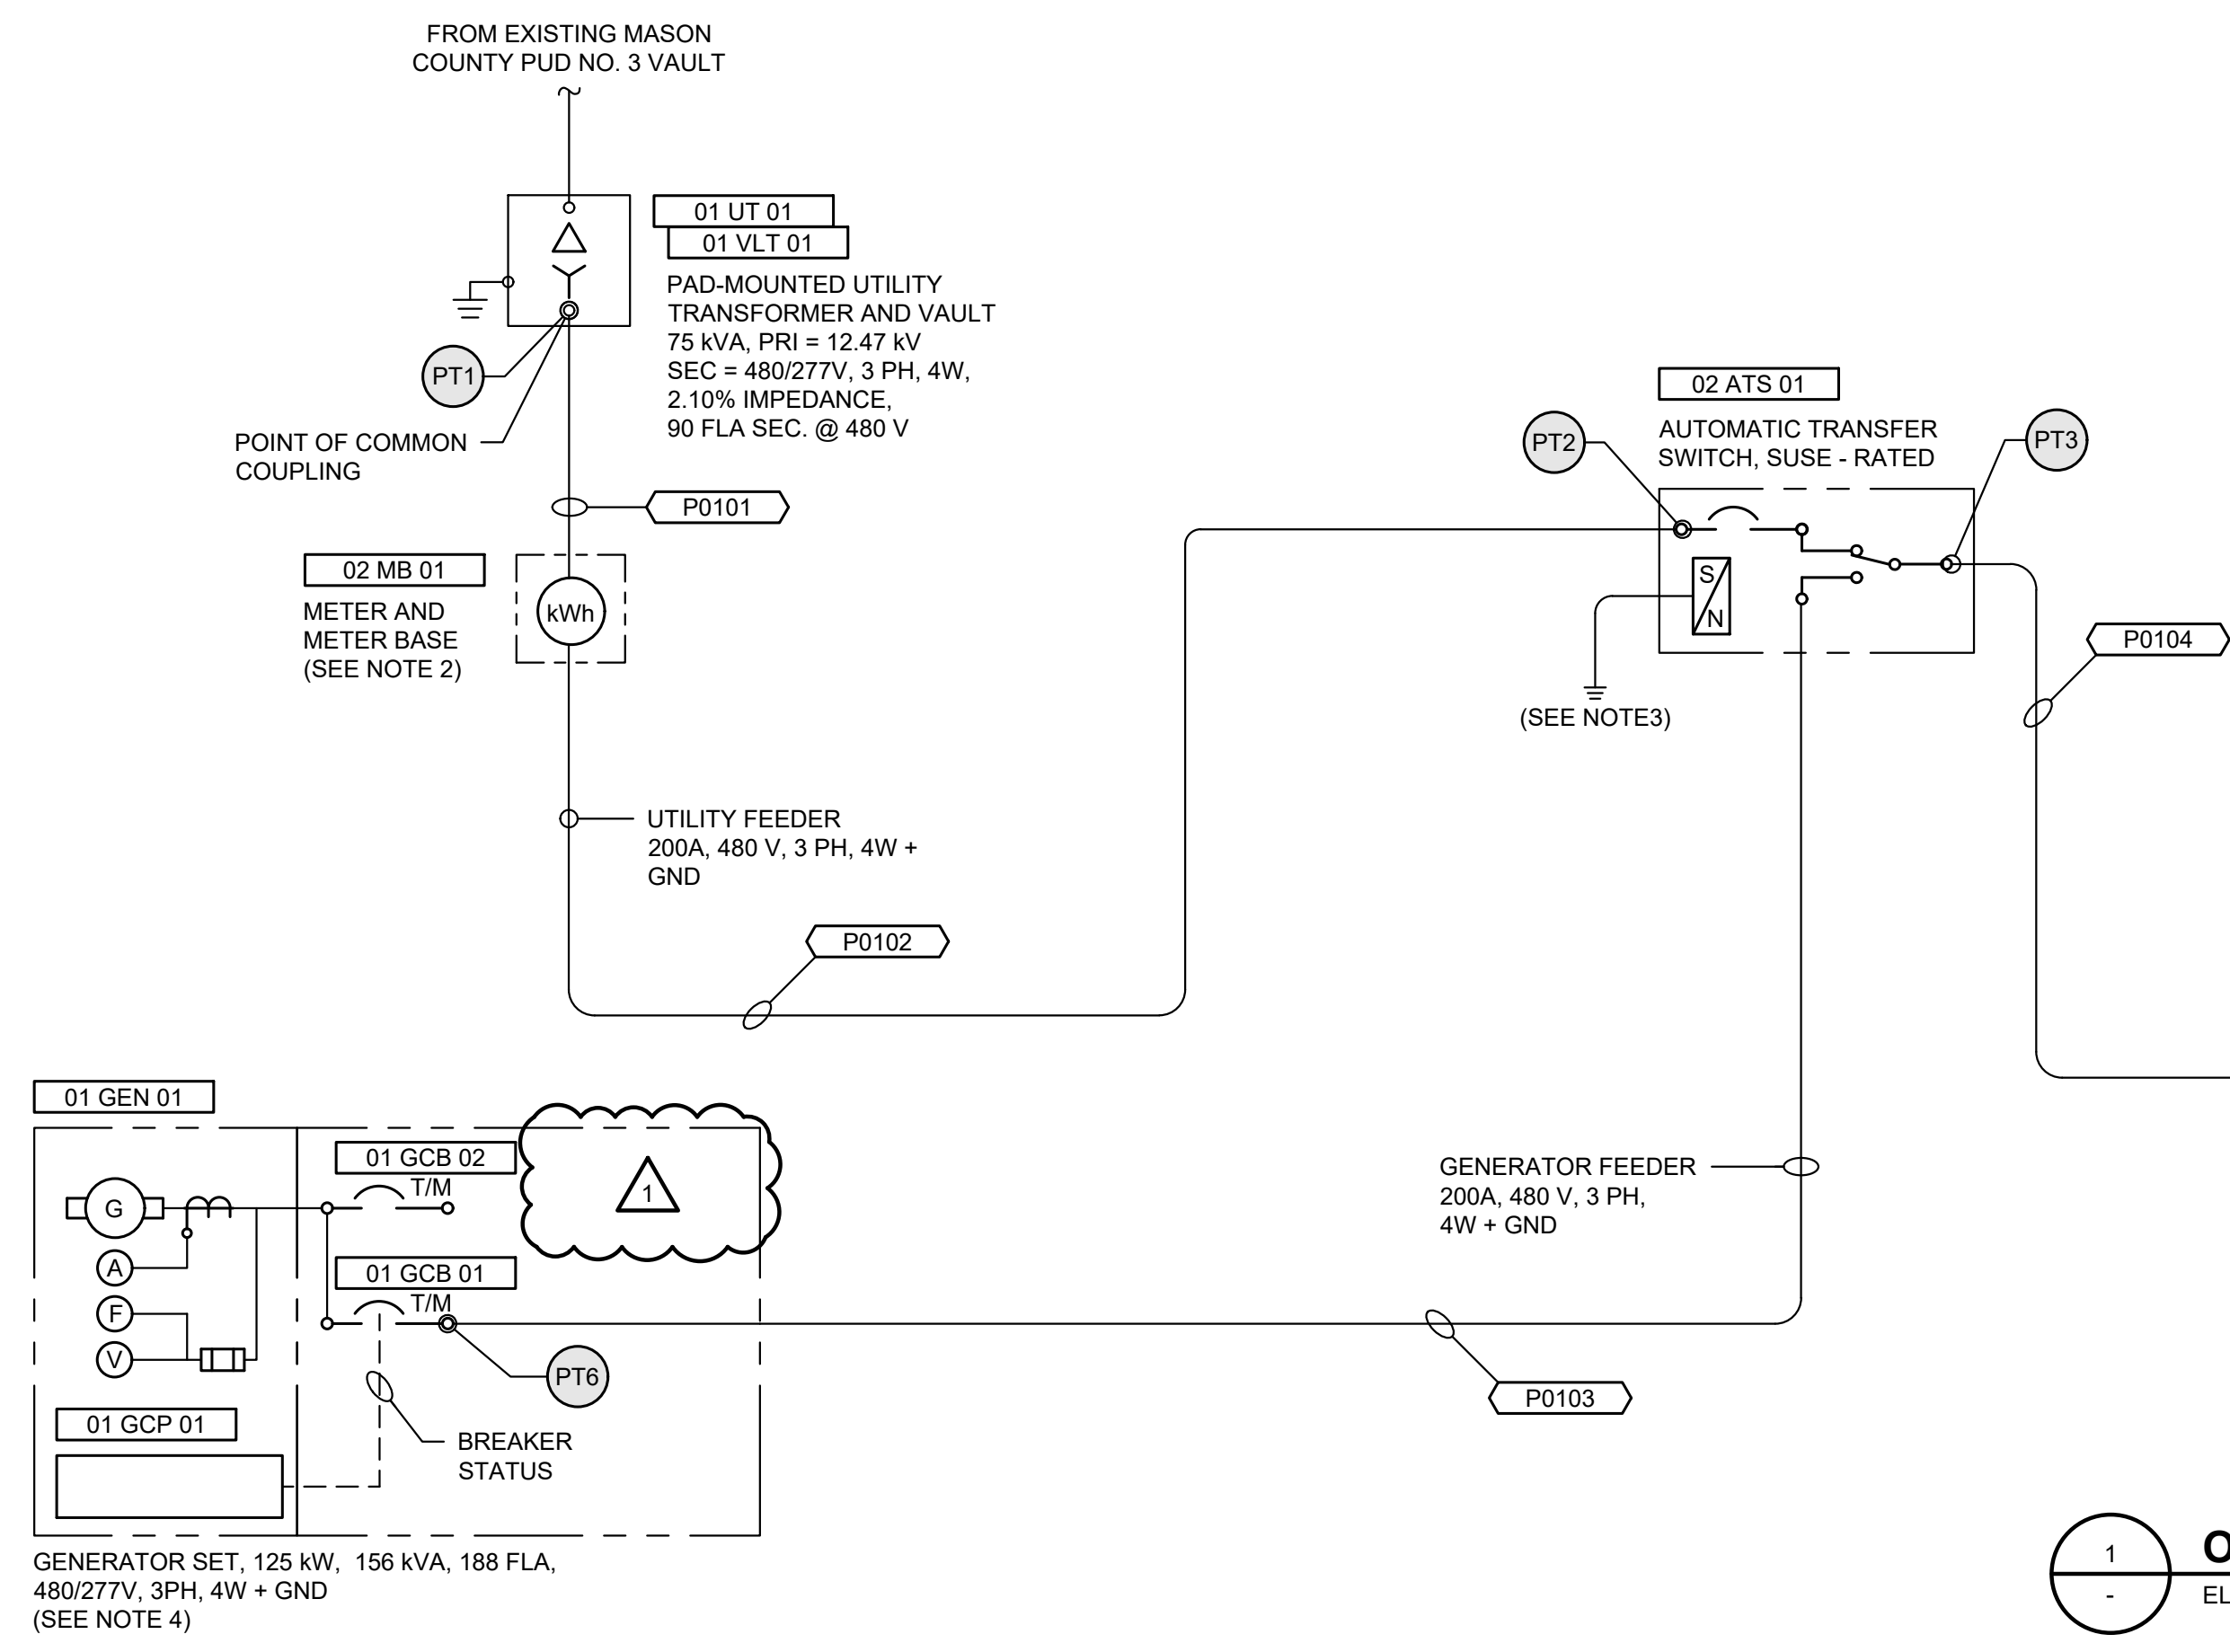 FROM EXISTING MASON
COUNTY PUD NO. 3 VAULT
01 UT 01
01 VLT 01
PAD-MOUNTED UTILITY
TRANSFORMER AND VAULT
75 kVA, PRI = 12.47 kV
SEC = 480/277V, 3 PH, 4W,
2.10% IMPEDANCE,
90 FLA SEC. @ 480 V
PT1
POINT OF COMMON
COUPLING
P0101
02 MB 01
METER AND
METER BASE
(SEE NOTE 2)
kWh
02 ATS 01
AUTOMATIC TRANSFER
SWITCH, SUSE - RATED
PT2
PT3
S
N
(SEE NOTE3)
P0104
UTILITY FEEDER
200A, 480 V, 3 PH, 4W +
GND
P0102
01 GEN 01
01 GCB 02
T/M
1
G
A
F
V
01 GCB 01
T/M
PT6
01 GCP 01
BREAKER
STATUS
GENERATOR FEEDER
200A, 480 V, 3 PH,
4W + GND
P0103
GENERATOR SET, 125 kW, 156 kVA, 188 FLA,
480/277V, 3PH, 4W + GND
(SEE NOTE 4)
1
-
O
EL